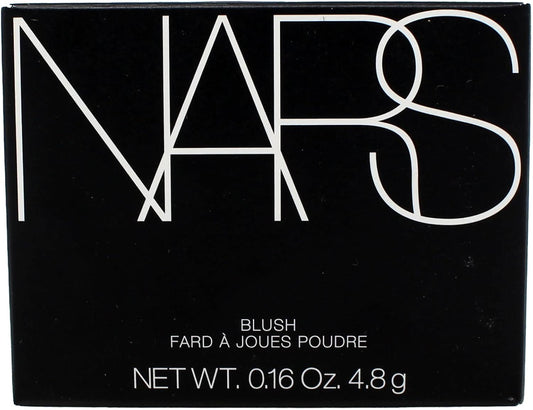 NARS
BLUSH
FARD À JOUES POUDRE
NET WT. 0.16 Oz. 4.8 g